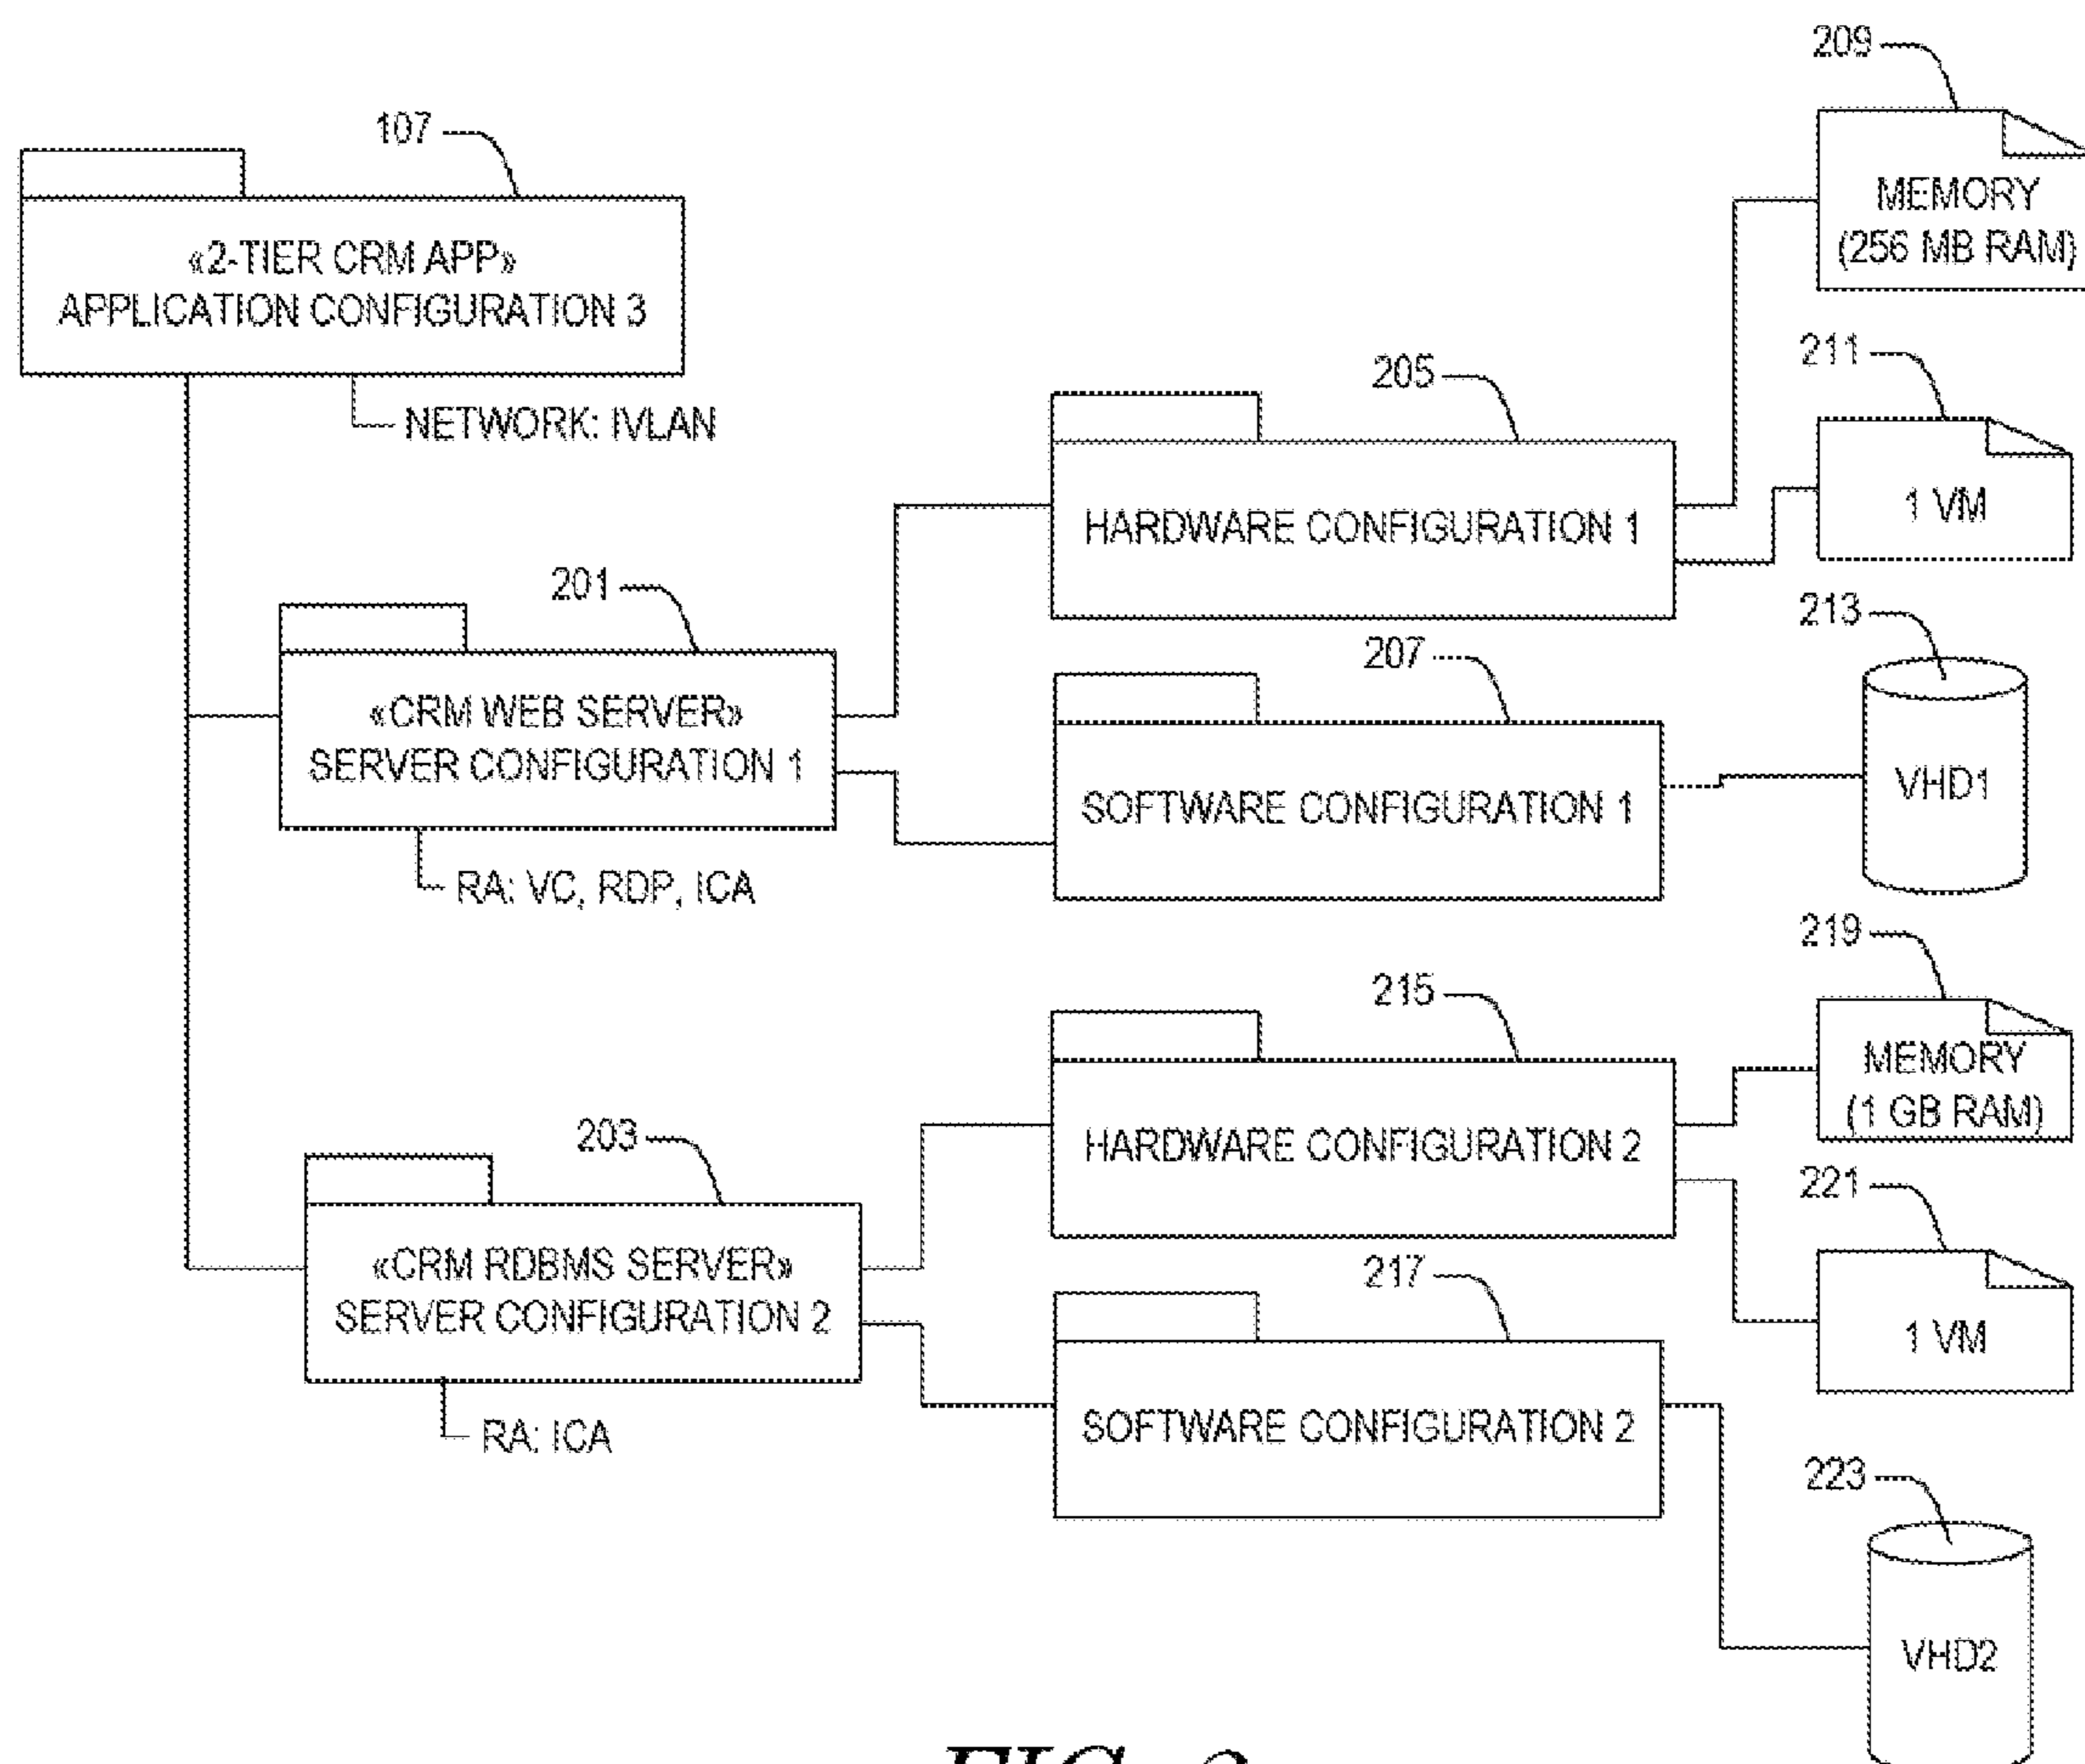 209
107
MEMORY
(256 MB RAM)
«2-TIER CRM APP»
APPLICATION CONFIGURATION 3
NETWORK: IVLAN
205
211
HARDWARE CONFIGURATION 1
1 VM
201
«CRM WEB SERVER»
SERVER CONFIGURATION 1
RA: VC, RDP, ICA
207
213
SOFTWARE CONFIGURATION 1
VHD1
215
219
HARDWARE CONFIGURATION 2
MEMORY
(1 GB RAM)
203
«CRM RDBMS SERVER»
SERVER CONFIGURATION 2
RA: ICA
217
221
SOFTWARE CONFIGURATION 2
1 VM
223
VHD2